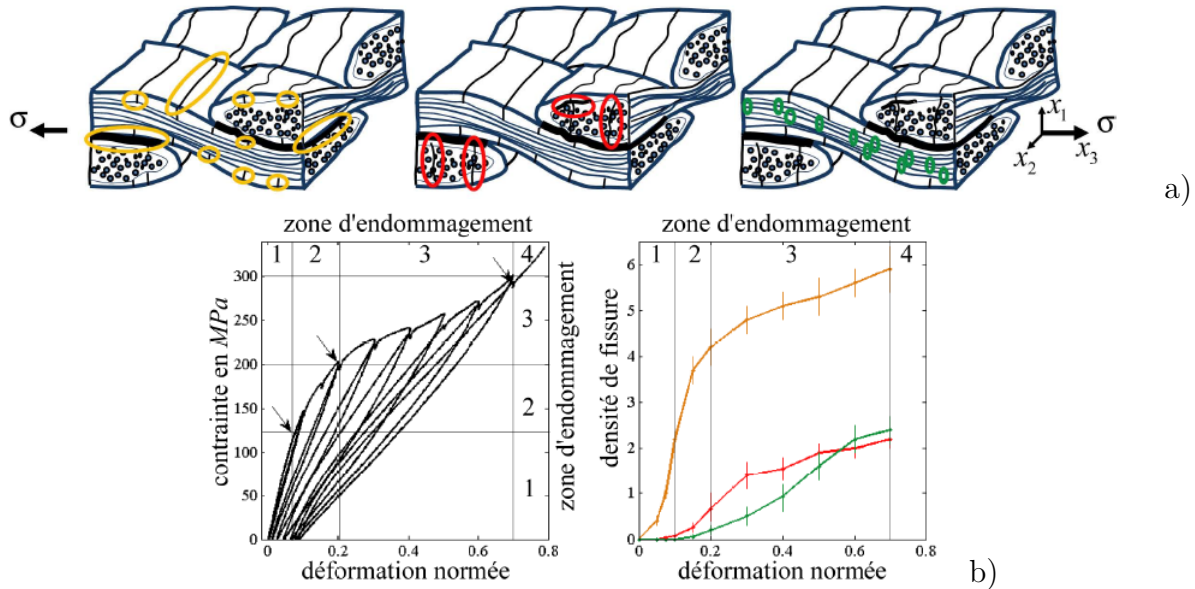 σ
x₁
σ
x₂
x₃
a)
zone d'endommagement
1 2 3 4
contrainte en MPa
300
250
200
150
100
50
0
0 0.2 0.4 0.6 0.8
déformation normée
zone d'endommagement
3
2
1
zone d'endommagement
1 2 3 4
densité de fissure
6
5
4
3
2
1
0
0 0.2 0.4 0.6 0.8
déformation normée
b)